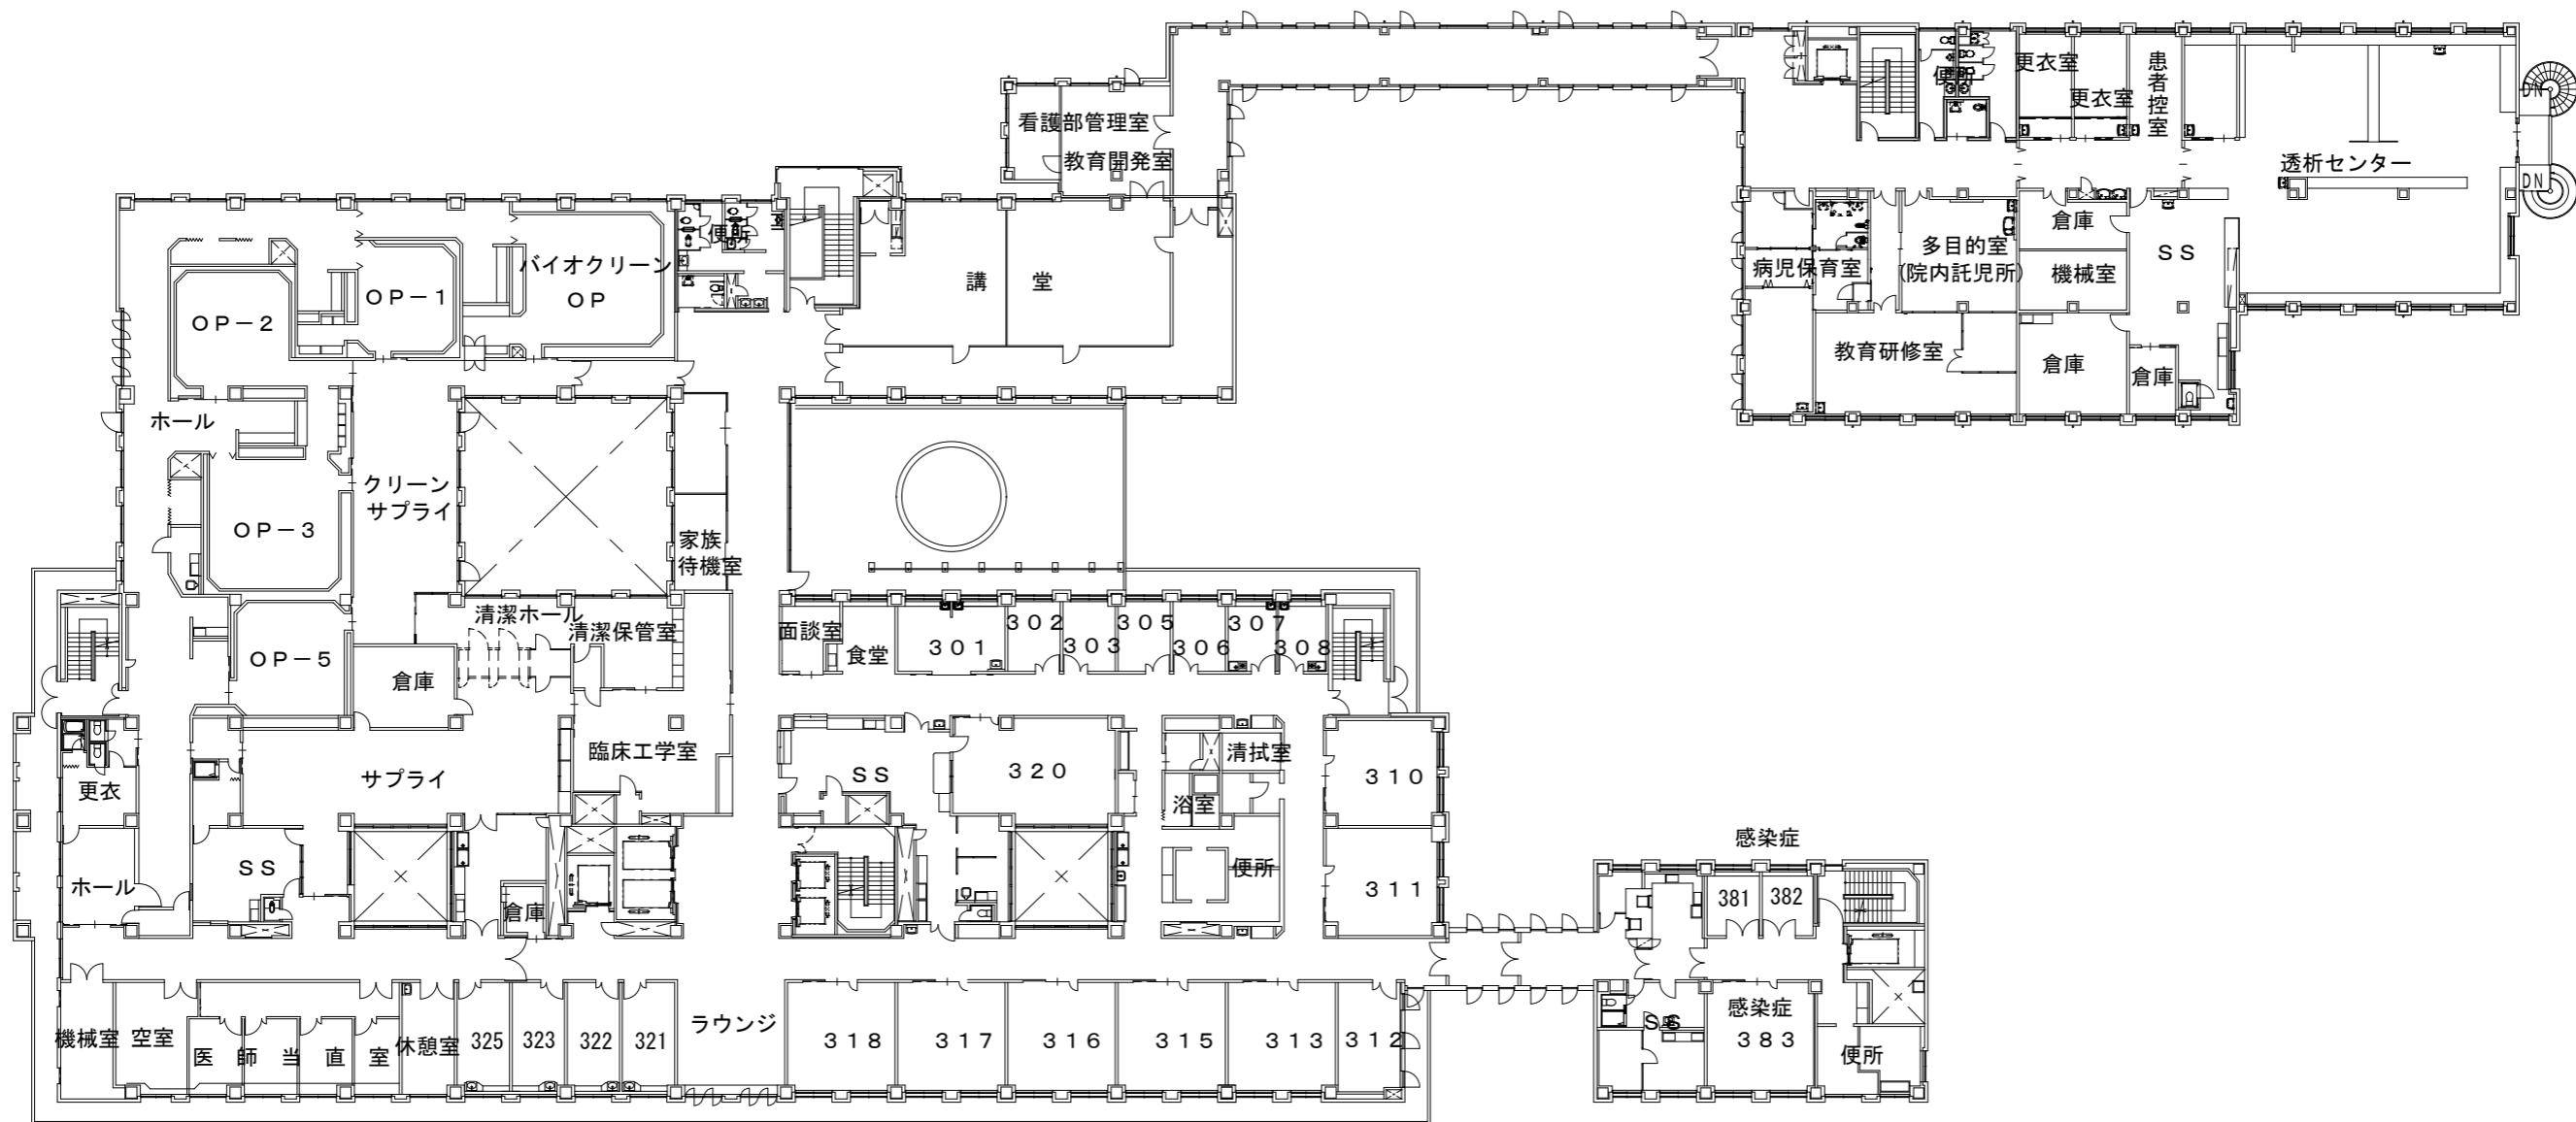 看護部管理室
教育開発室
便所
更衣室
更衣室
患者控室
透析センター
DN
DN
便所
バイオクリーン
OP
OP-1
OP-2
講堂
病児保育室
多目的室
(院内託児所)
倉庫
機械室
SS
教育研修室
倉庫
倉庫
ホール
クリーン
サプライ
OP-3
家族
待機室
清潔ホール
清潔保管室
OP-5
倉庫
面談室
食堂
301
302
303
305
306
307
308
臨床工学室
サプライ
更衣
SS
320
清拭室
浴室
310
ホール
SS
倉庫
便所
311
感染症
381
382
機械室
空室
医師当直室
休憩室
325
323
322
321
ラウンジ
318
317
316
315
313
312
SS
感染症
383
便所